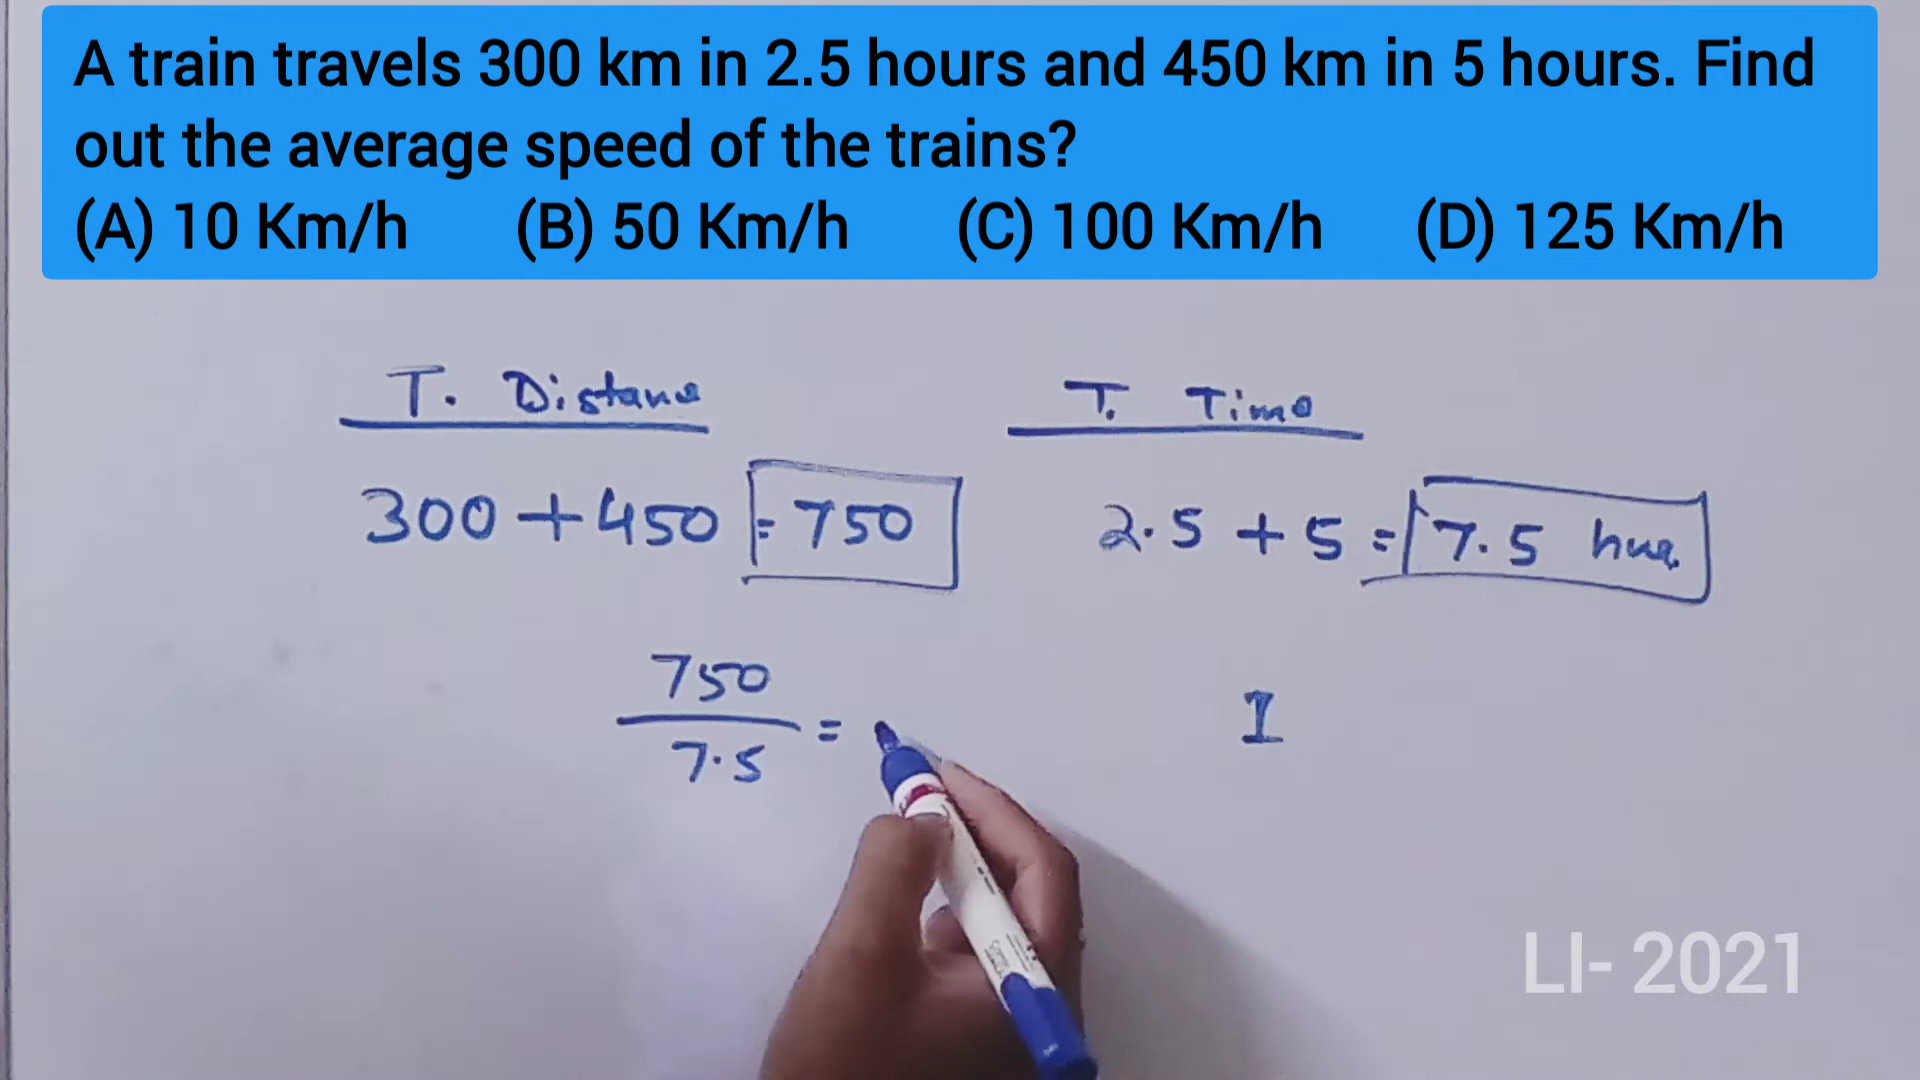 A train travels 300 km in 2.5 hours and 450 km in 5 hours. Find
out the average speed of the trains?
(A) 10 Km/h (B) 50 Km/h (C) 100 Km/h (D) 125 Km/h
T. Distane T. Time
300 + 450 = 750 2.5 + 5 = 7.5
750
7.5 =
I
LI- 2021